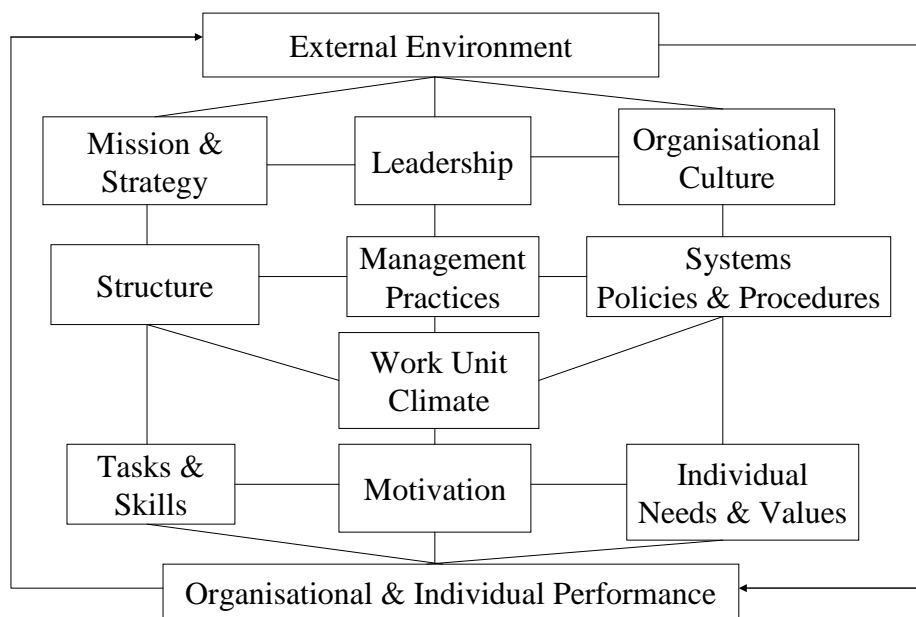 External Environment
Mission &
Strategy
Leadership
Organisational
Culture
Structure
Management
Practices
Systems
Policies & Procedures
Work Unit
Climate
Tasks &
Skills
Motivation
Individual
Needs & Values
Organisational & Individual Performance